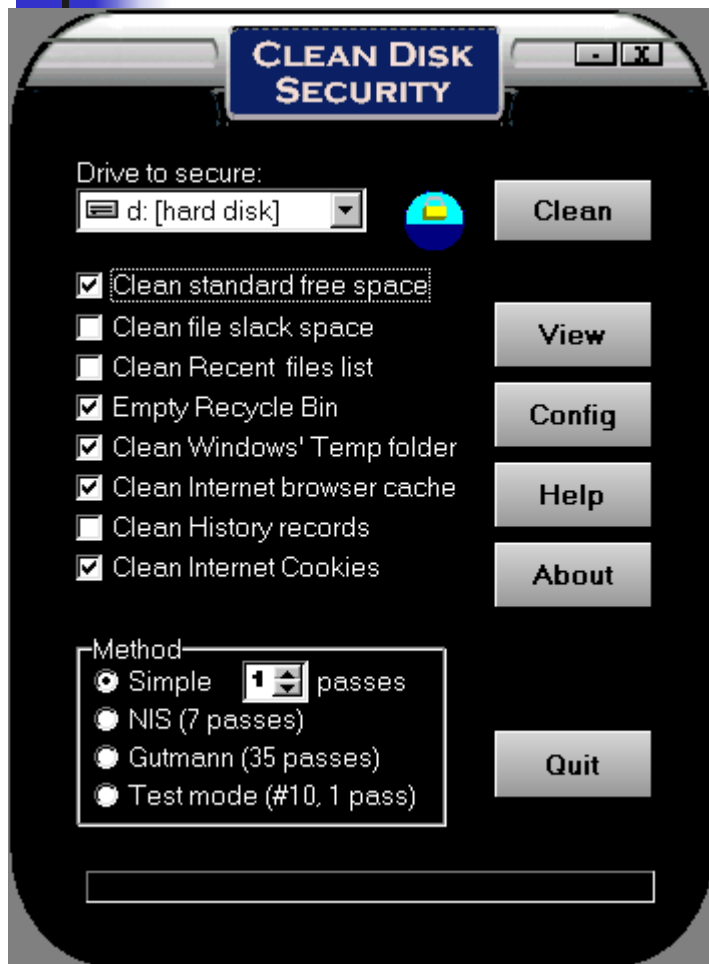 CLEAN DISK
SECURITY
- X
Drive to secure:
d: [hard disk]
Clean
Clean standard free space
Clean file slack space
View
Clean Recent files list
Empty Recycle Bin
Config
Clean Windows' Temp folder
Clean Internet browser cache
Help
Clean History records
Clean Internet Cookies
About
Method
Simple 1 passes
NIS (7 passes)
Gutmann (35 passes)
Quit
Test mode (#10, 1 pass)